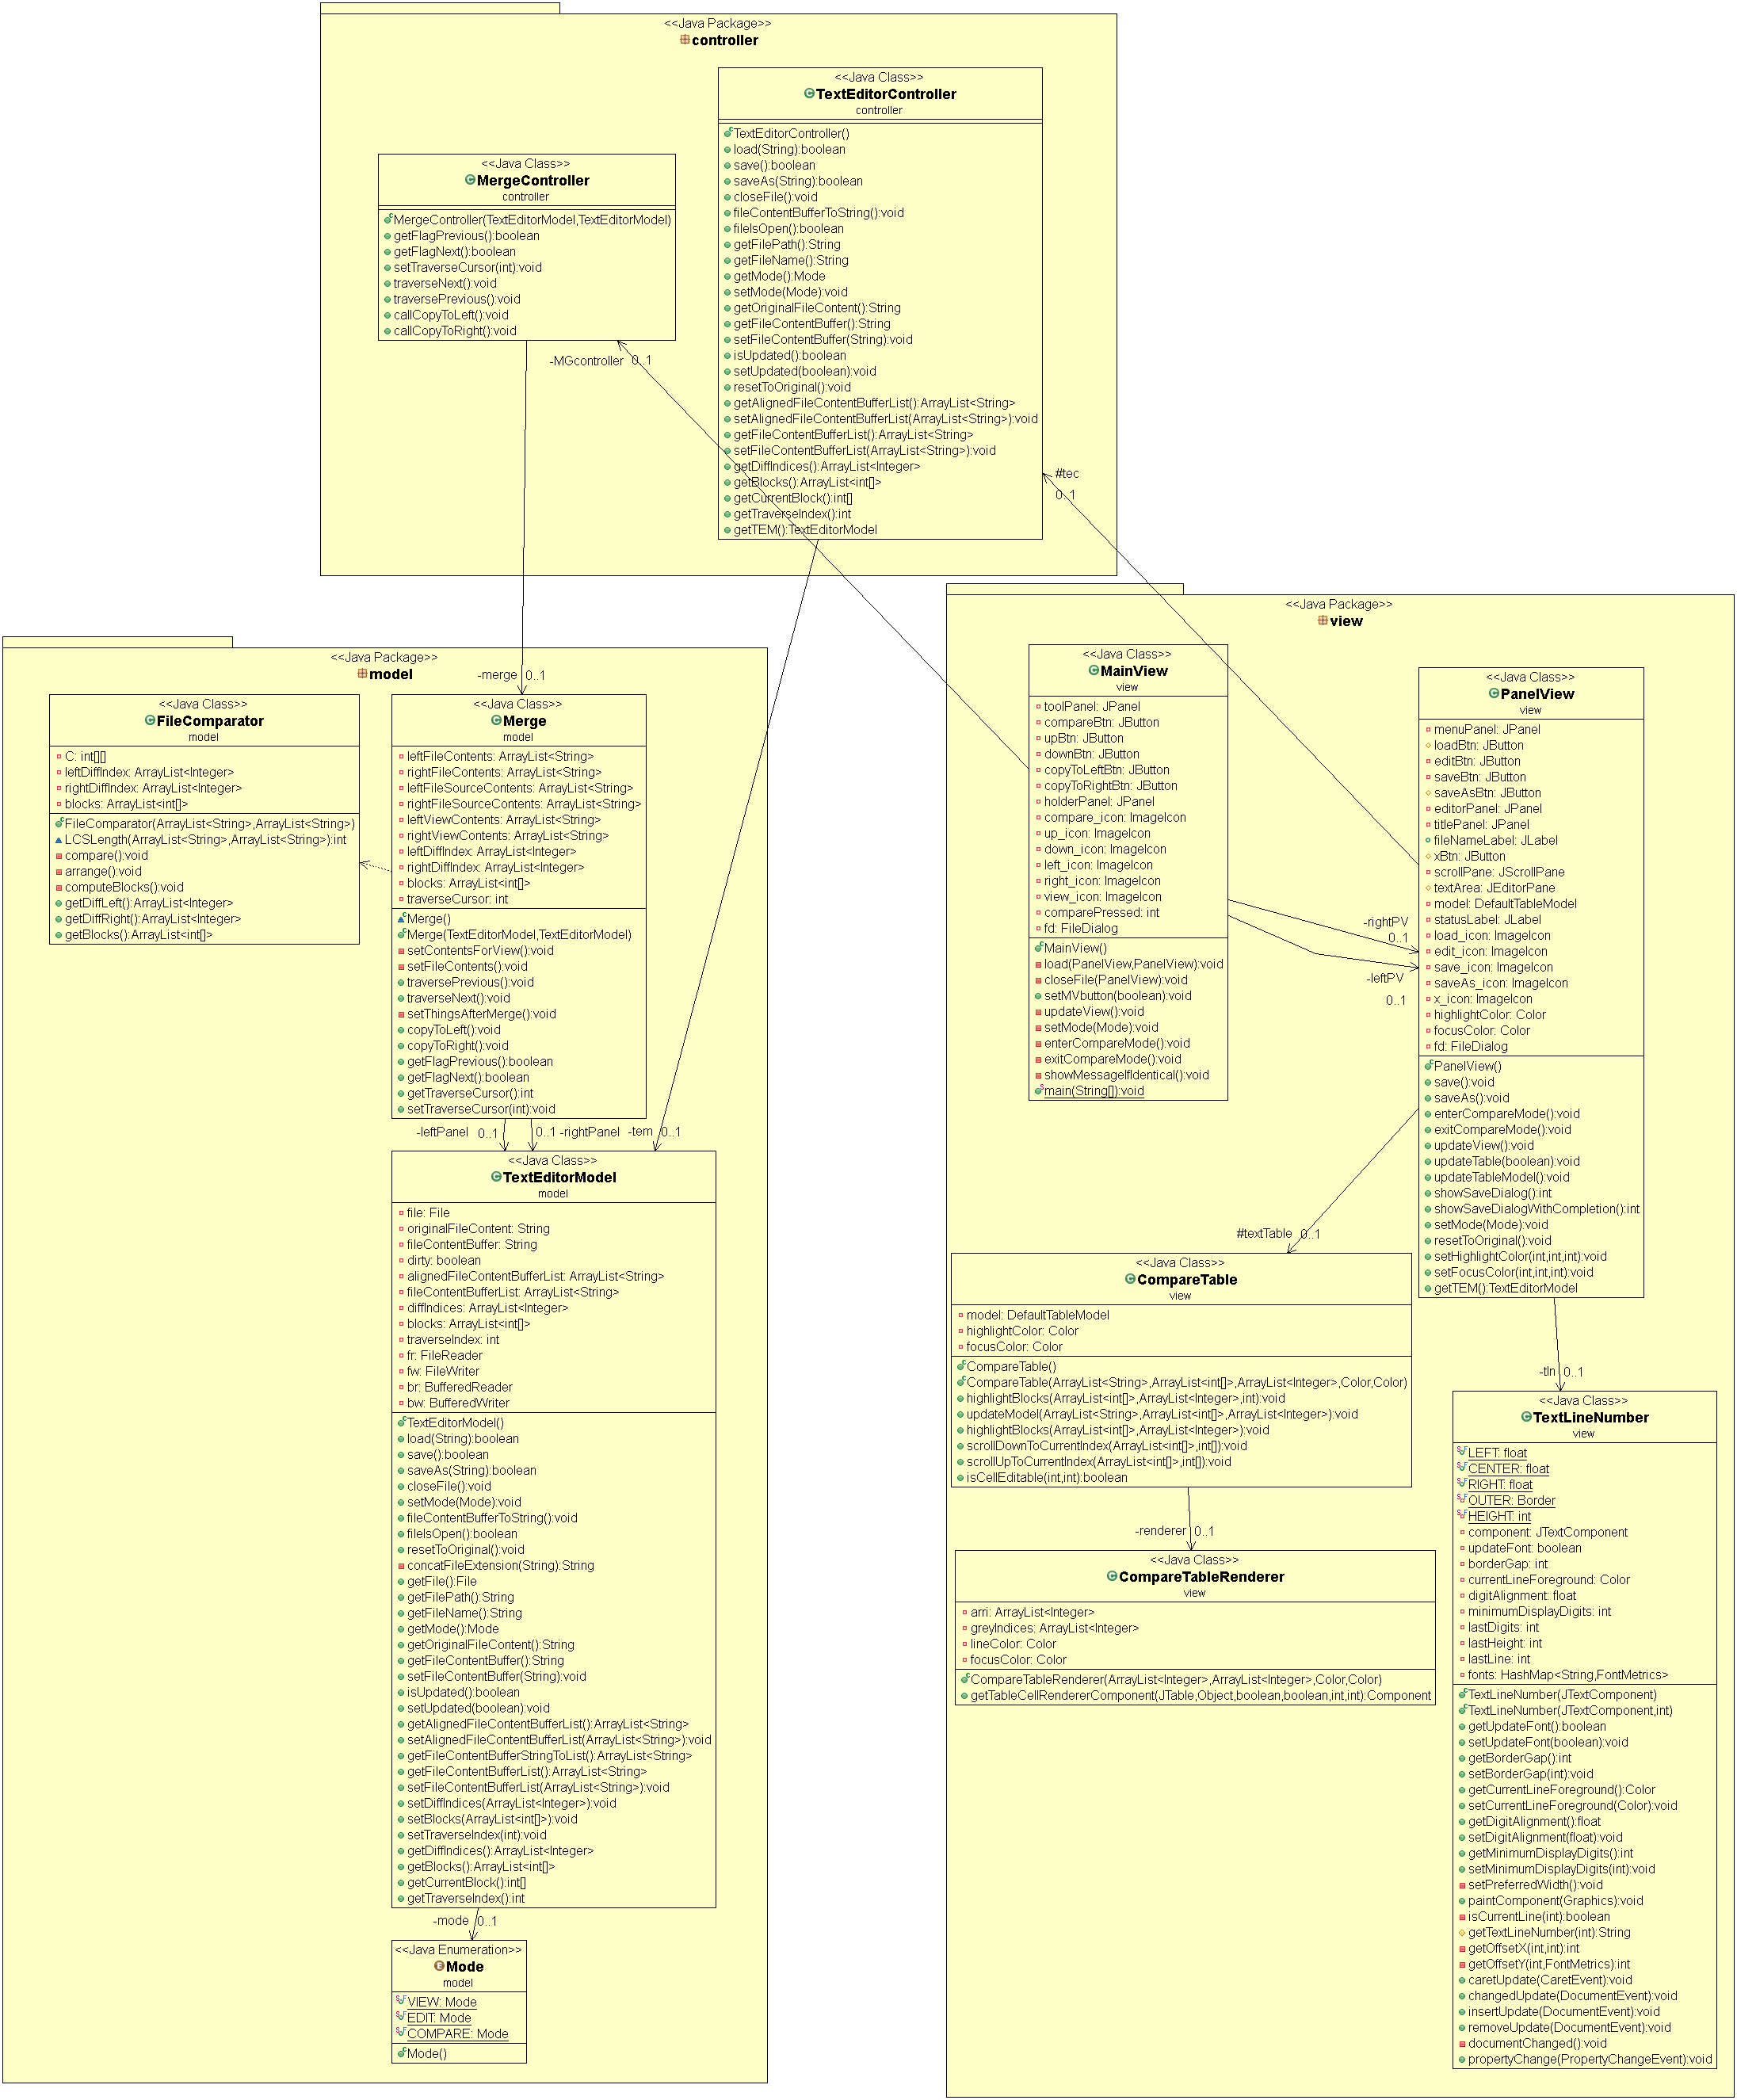 <<Java Package>>
controller
<<Java Class>>
TextEditorController
controller
TextEditorController()
load(String):boolean
save():boolean
saveAs(String):boolean
closeFile():void
fileContentBufferToString():void
fileIsOpen():boolean
getFilePath():String
getFileName():String
getMode():Mode
setMode(Mode):void
getOriginalFileContent():String
getFileContentBuffer():String
setFileContentBuffer(String):void
isUpdated():boolean
setUpdated(boolean):void
resetToOriginal():void
getAlignedFileContentBufferList():ArrayList<String>
setAlignedFileContentBufferList(ArrayList<String>):void
getFileContentBufferList():ArrayList<String>
setFileContentBufferList(ArrayList<String>):void
getDiffIndices():ArrayList<Integer>
getBlocks():ArrayList<int[]>
getCurrentBlock():int[]
getTraverseIndex():int
getTEM():TextEditorModel
<<Java Class>>
MergeController
controller
MergeController(TextEditorModel,TextEditorModel)
getFlagPrevious():boolean
getFlagNext():boolean
setTraverseCursor(int):void
traverseNext():void
traversePrevious():void
callCopyToLeft():void
callCopyToRight():void
-MGcontroller 0..1
#tec
0..1
<<Java Package>>
model
-merge 0..1
<<Java Class>>
FileComparator
model
C: int[][]
leftDiffIndex: ArrayList<Integer>
rightDiffIndex: ArrayList<Integer>
blocks: ArrayList<int[]>
FileComparator(ArrayList<String>,ArrayList<String>)
LCSLength(ArrayList<String>,ArrayList<String>):int
compare():void
arrange():void
computeBlocks():void
getDiffLeft():ArrayList<Integer>
getDiffRight():ArrayList<Integer>
getBlocks():ArrayList<int[]>
<<Java Class>>
Merge
model
leftFileContents: ArrayList<String>
rightFileContents: ArrayList<String>
leftFileSourceContents: ArrayList<String>
rightFileSourceContents: ArrayList<String>
leftViewContents: ArrayList<String>
rightViewContents: ArrayList<String>
leftDiffIndex: ArrayList<Integer>
rightDiffIndex: ArrayList<Integer>
blocks: ArrayList<int[]>
traverseCursor: int
Merge()
Merge(TextEditorModel,TextEditorModel)
setContentsForView():void
setFileContents():void
traversePrevious():void
traverseNext():void
setThingsAfterMerge():void
copyToLeft():void
copyToRight():void
getFlagPrevious():boolean
getFlagNext():boolean
getTraverseCursor():int
setTraverseCursor(int):void
-leftPanel 0..1 0..1 -rightPanel -tem 0..1
<<Java Class>>
TextEditorModel
model
file: File
originalFileContent: String
fileContentBuffer: String
dirty: boolean
alignedFileContentBufferList: ArrayList<String>
fileContentBufferList: ArrayList<String>
diffIndices: ArrayList<Integer>
blocks: ArrayList<int[]>
traverseIndex: int
fr: FileReader
fw: FileWriter
br: BufferedReader
bw: BufferedWriter
TextEditorModel()
load(String):boolean
save():boolean
saveAs(String):boolean
closeFile():void
setMode(Mode):void
fileContentBufferToString():void
fileIsOpen():boolean
resetToOriginal():void
concatFileExtension(String):String
getFile():File
getFilePath():String
getFileName():String
getMode():Mode
getOriginalFileContent():String
getFileContentBuffer():String
setFileContentBuffer(String):void
isUpdated():boolean
setUpdated(boolean):void
getAlignedFileContentBufferList():ArrayList<String>
setAlignedFileContentBufferList(ArrayList<String>):void
getFileContentBufferStringToList():ArrayList<String>
getFileContentBufferList():ArrayList<String>
setFileContentBufferList(ArrayList<String>):void
setDiffIndices(ArrayList<Integer>):void
setBlocks(ArrayList<int[]>):void
setTraverseIndex(int):void
getDiffIndices():ArrayList<Integer>
getBlocks():ArrayList<int[]>
getCurrentBlock():int[]
getTraverseIndex():int
-mode 0..1
<<Java Enumeration>>
Mode
model
VIEW: Mode
EDIT: Mode
COMPARE: Mode
Mode()
<<Java Package>>
view
<<Java Class>>
MainView
view
toolPanel: JPanel
compareBtn: JButton
upBtn: JButton
downBtn: JButton
copyToLeftBtn: JButton
copyToRightBtn: JButton
holderPanel: JPanel
compare_icon: ImageIcon
up_icon: ImageIcon
down_icon: ImageIcon
left_icon: ImageIcon
right_icon: ImageIcon
view_icon: ImageIcon
comparePressed: int
fd: FileDialog
MainView()
load(PanelView,PanelView):void
closeFile(PanelView):void
setMVbutton(boolean):void
updateView():void
setMode(Mode):void
enterCompareMode():void
exitCompareMode():void
showMessageIfIdentical():void
main(String[]):void
-rightPV
0..1
-leftPV
0..1
<<Java Class>>
PanelView
view
menuPanel: JPanel
loadBtn: JButton
editBtn: JButton
saveBtn: JButton
saveAsBtn: JButton
editorPanel: JPanel
titlePanel: JPanel
fileNameLabel: JLabel
xBtn: JButton
scrollPane: JScrollPane
textArea: JEditorPane
model: DefaultTableModel
statusLabel: JLabel
load_icon: ImageIcon
edit_icon: ImageIcon
save_icon: ImageIcon
saveAs_icon: ImageIcon
x_icon: ImageIcon
highlightColor: Color
focusColor: Color
fd: FileDialog
PanelView()
save():void
saveAs():void
enterCompareMode():void
exitCompareMode():void
updateView():void
updateTable(boolean):void
updateTableModel():void
showSaveDialog():int
showSaveDialogWithCompletion():int
setMode(Mode):void
resetToOriginal():void
setHighlightColor(int,int,int):void
setFocusColor(int,int,int):void
getTEM():TextEditorModel
#textTable 0..1
<<Java Class>>
CompareTable
view
model: DefaultTableModel
highlightColor: Color
focusColor: Color
CompareTable()
CompareTable(ArrayList<String>,ArrayList<int[]>,ArrayList<Integer>,Color,Color)
highlightBlocks(ArrayList<int[]>,ArrayList<Integer>,int):void
updateModel(ArrayList<String>,ArrayList<int[]>,ArrayList<Integer>):void
highlightBlocks(ArrayList<int[]>,ArrayList<Integer>):void
scrollDownToCurrentIndex(ArrayList<int[]>,int[]):void
scrollUpToCurrentIndex(ArrayList<int[]>,int[]):void
isCellEditable(int,int):boolean
-renderer 0..1
<<Java Class>>
CompareTableRenderer
view
arri: ArrayList<Integer>
greyIndices: ArrayList<Integer>
lineColor: Color
focusColor: Color
CompareTableRenderer(ArrayList<Integer>,ArrayList<Integer>,Color,Color)
getTableCellRendererComponent(JTable,Object,boolean,boolean,int,int):Component
-tln 0..1
<<Java Class>>
TextLineNumber
view
LEFT: float
CENTER: float
RIGHT: float
OUTER: Border
HEIGHT: int
component: JTextComponent
updateFont: boolean
borderGap: int
currentLineForeground: Color
digitAlignment: float
minimumDisplayDigits: int
lastDigits: int
lastHeight: int
lastLine: int
fonts: HashMap<String,FontMetrics>
TextLineNumber(JTextComponent)
TextLineNumber(JTextComponent,int)
getUpdateFont():boolean
setUpdateFont(boolean):void
getBorderGap():int
setBorderGap(int):void
getCurrentLineForeground():Color
setCurrentLineForeground(Color):void
getDigitAlignment():float
setDigitAlignment(float):void
getMinimumDisplayDigits():int
setMinimumDisplayDigits(int):void
setPreferredWidth():void
paintComponent(Graphics):void
isCurrentLine(int):boolean
getTextLineNumber(int):String
getOffsetX(int,int):int
getOffsetY(int,FontMetrics):int
caretUpdate(CaretEvent):void
changedUpdate(DocumentEvent):void
insertUpdate(DocumentEvent):void
removeUpdate(DocumentEvent):void
documentChanged():void
propertyChange(PropertyChangeEvent):void